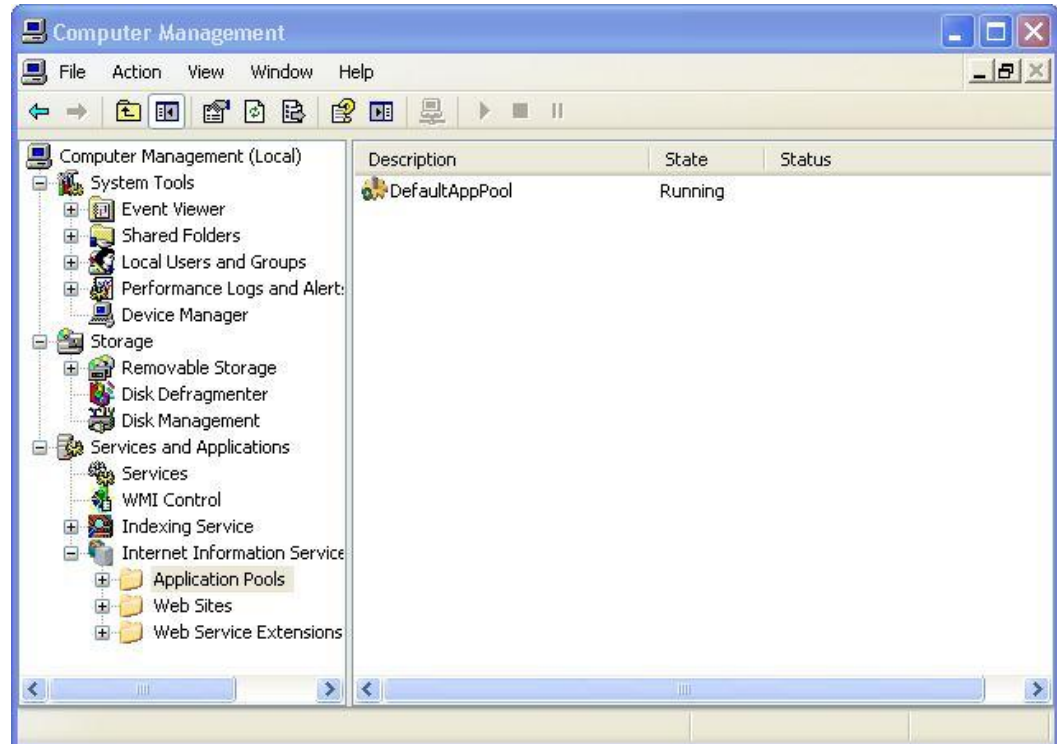 Computer Management
File Action View Window Help
Computer Management (Local)
System Tools
Event Viewer
Shared Folders
Local Users and Groups
Performance Logs and Alert
Device Manager
Storage
Removable Storage
Disk Defragmenter
Disk Management
Services and Applications
Services
WMI Control
Indexing Service
Internet Information Service
Application Pools
Web Sites
Web Service Extensions
Description State Status
DefaultAppPool Running